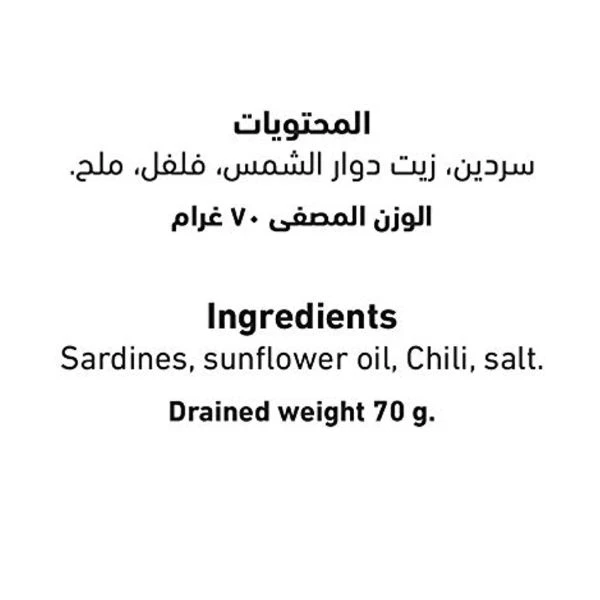 المحتويات
سردين، زيت دوار الشمس، فلفل، ملح.
الوزن المصفى ٧٠ غرام
Ingredients
Sardines, sunflower oil, Chili, salt.
Drained weight 70 g.